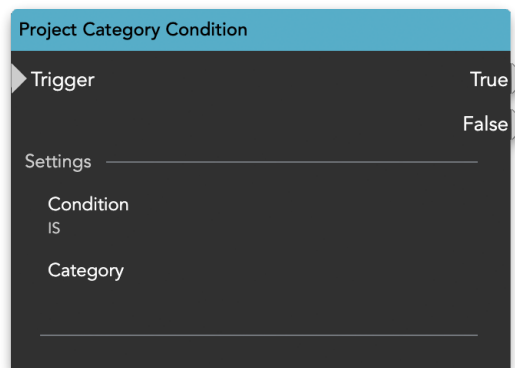 Project Category Condition
Trigger
True
False
Settings
Condition
IS
Category